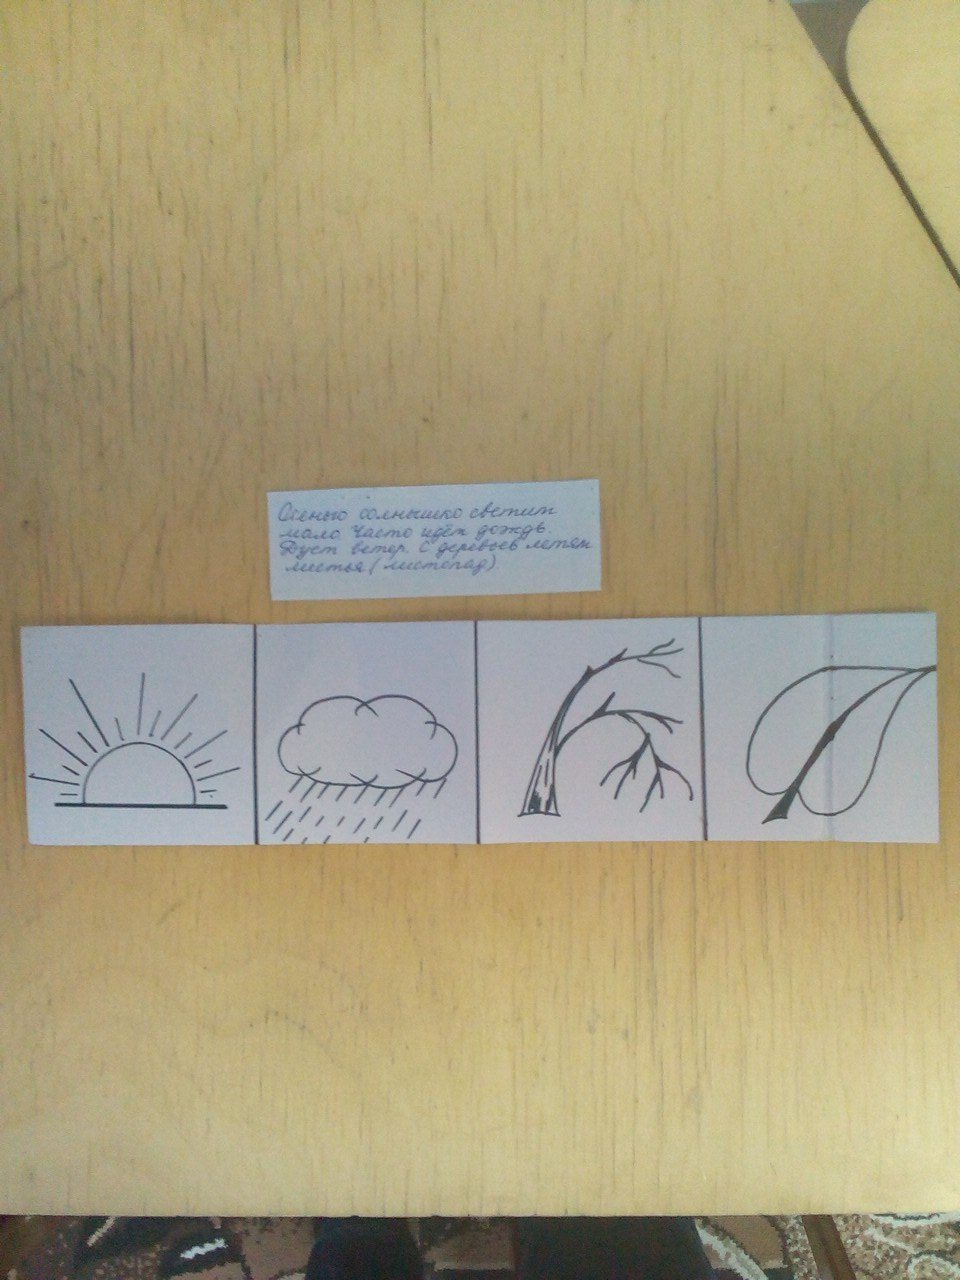 Осенью солнышко светит
мало. Часто идёт дождь.
Дует ветер. С деревьев летят
листья (листопад)